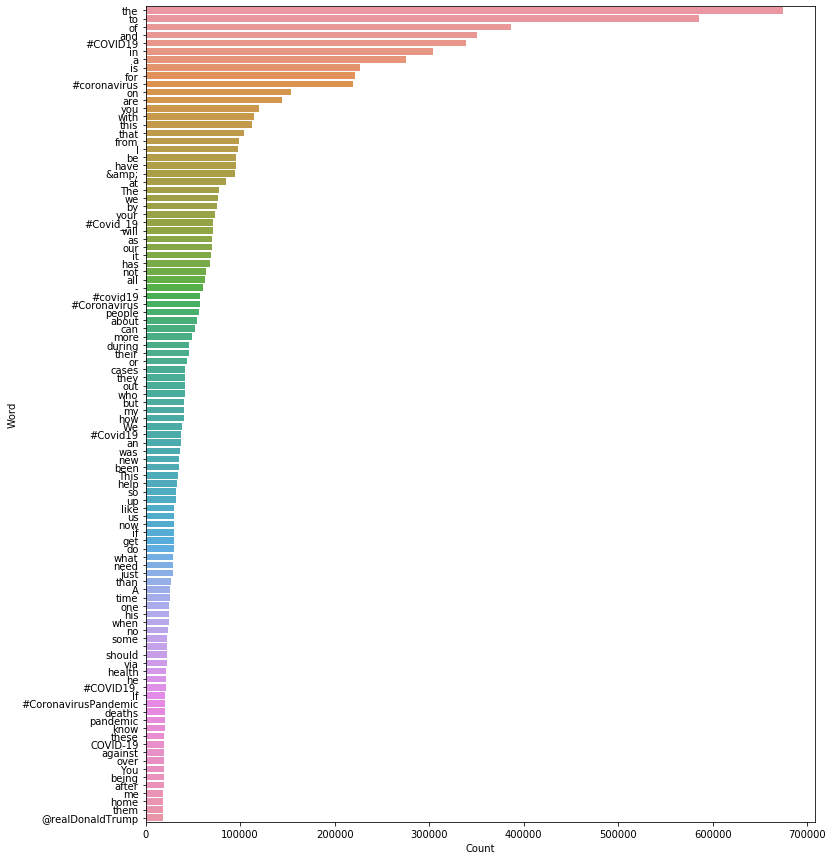 the
to
of
and
#COVID19
in
a
is
for
#coronavirus
on
are
you
with
this
that
from
I
be
have
&amp;
at
The
we
by
your
#Covid_19
will
as
our
it
has
not
all
-
#covid19
#Coronavirus
people
about
can
more
during
their
or
cases
they
out
who
but
my
how
We
#Covid19
an
was
new
been
This
help
so
up
like
us
now
if
get
do
what
need
just
than
A
time
one
his
when
no
some
should
via
health
he
#COVID19.
If
#CoronavirusPandemic
deaths
pandemic
know
these
COVID-19
against
over
You
being
after
me
home
them
@realDonaldTrump
Word
0 100000 200000 300000 400000 500000 600000 700000
Count